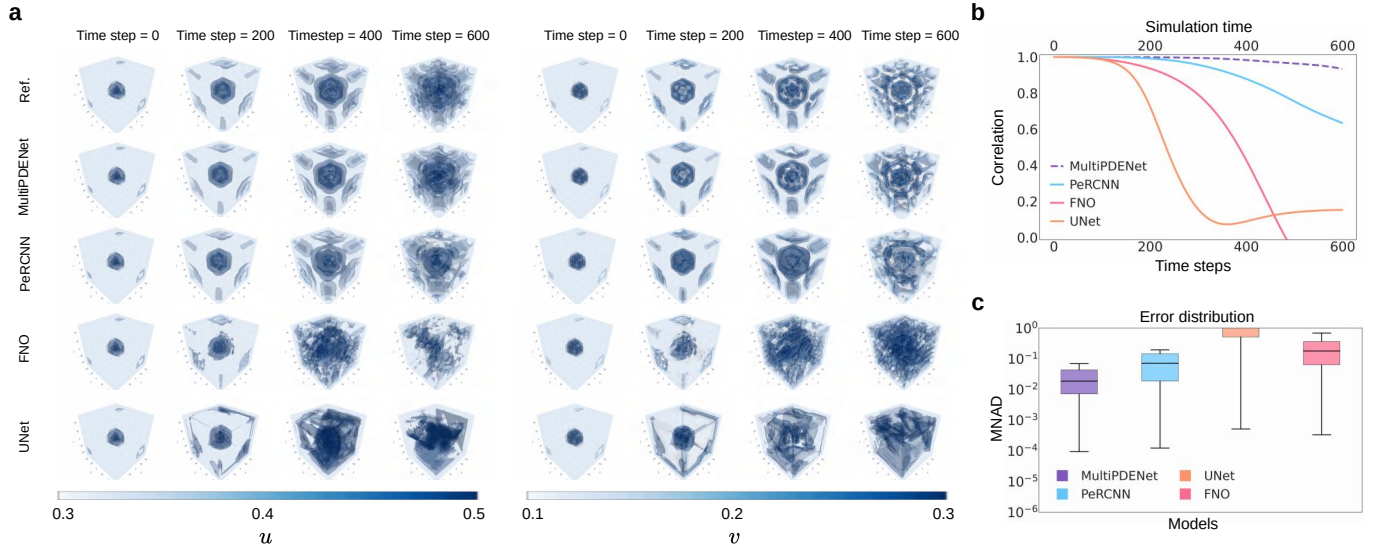 a
Time step = 0 Time step = 200 Timestep = 400 Time step = 600 Time step = 0 Time step = 200 Timestep = 400 Time step = 600
Ref.
MultiPDENet
PeRCNN
FNO
UNet
0.3 0.4 0.5 0.1 0.2 0.3
u v
b
Simulation time
0 200 400 600
1.0
0.8
0.6
0.4
0.2
0.0
Correlation
MultiPDENet
PeRCNN
FNO
UNet
0 200 400 600
Time steps
c
Error distribution
10⁰
10⁻¹
10⁻²
10⁻³
10⁻⁴
10⁻⁵
10⁻⁶
MNAD
MultiPDENet UNet
PeRCNN FNO
Models